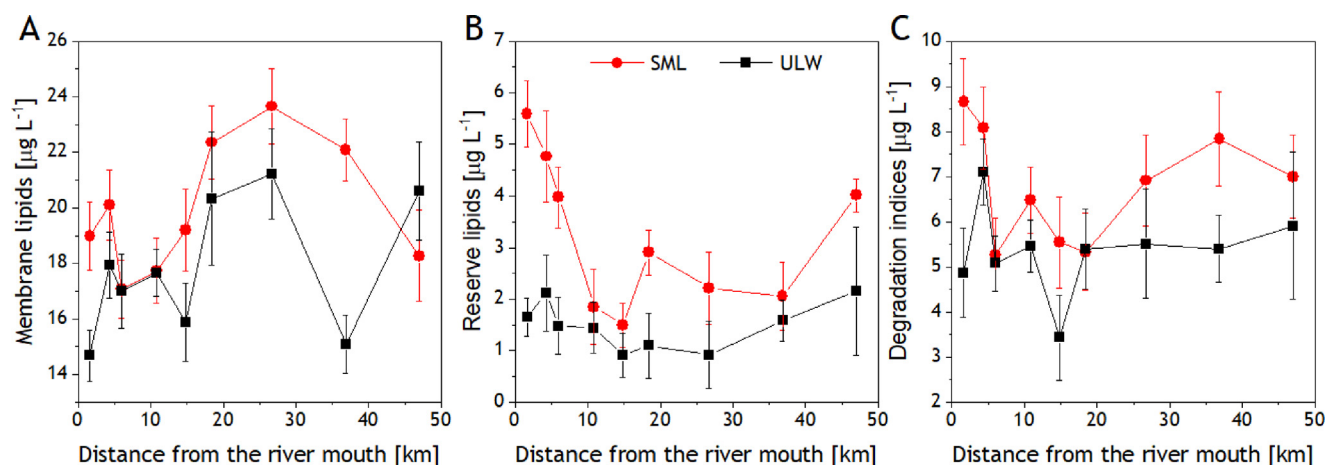 A
B
C
Membrane lipids [µg L⁻¹]
26
24
22
20
18
16
14
0 10 20 30 40 50
Distance from the river mouth [km]
Reserve lipids [µg L⁻¹]
7
6
5
4
3
2
1
0
SML
ULW
0 10 20 30 40 50
Distance from the river mouth [km]
Degradation indices [µg L⁻¹]
10
9
8
7
6
5
4
3
2
0 10 20 30 40 50
Distance from the river mouth [km]